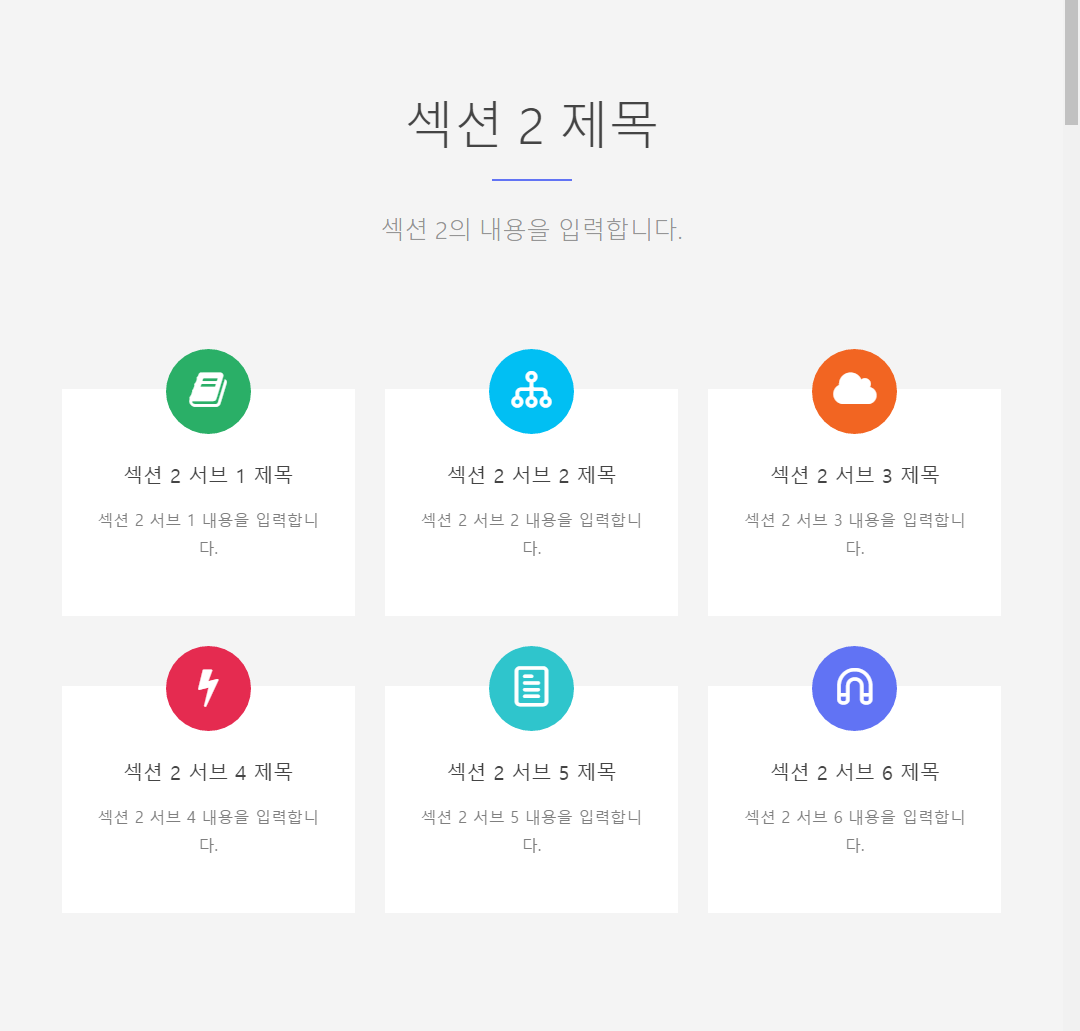 섹션 2 제목
섹션 2의 내용을 입력합니다.
섹션 2 서브 1 제목
섹션 2 서브 1 내용을 입력합니
다.
섹션 2 서브 2 제목
섹션 2 서브 2 내용을 입력합니
다.
섹션 2 서브 3 제목
섹션 2 서브 3 내용을 입력합니
다.
섹션 2 서브 4 제목
섹션 2 서브 4 내용을 입력합니
다.
섹션 2 서브 5 제목
섹션 2 서브 5 내용을 입력합니
다.
섹션 2 서브 6 제목
섹션 2 서브 6 내용을 입력합니
다.